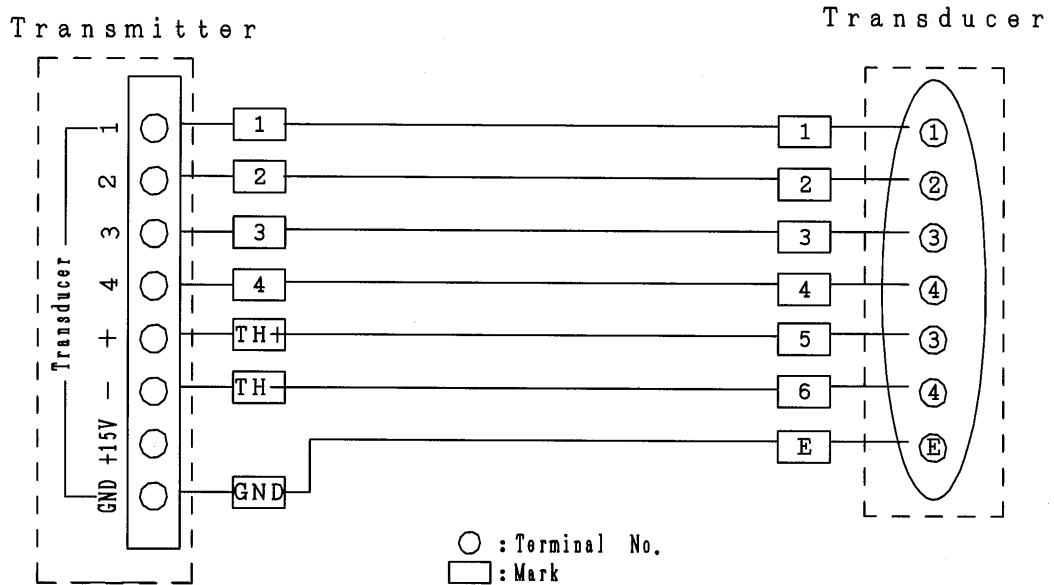 Transmitter
Transducer
1 1 1 1
2 2 2 2
3 3 3 3
4 4 4 4
Transducer
+ TH+ 5 3
- TH- 6 4
+15V
E E
GND GND
: Terminal No.
: Mark